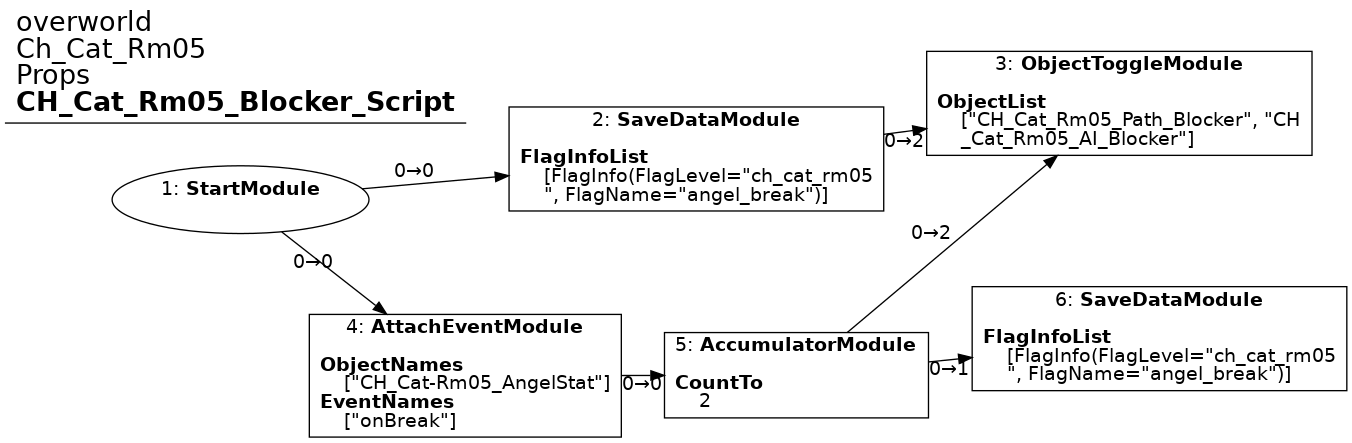 overworld
Ch_Cat_Rm05
Props
CH_Cat_Rm05_Blocker_Script
1: StartModule
0→0
2: SaveDataModule
FlagInfoList
[FlagInfo(FlagLevel="ch_cat_rm05
", FlagName="angel_break")]
0→2
3: ObjectToggleModule
ObjectList
["CH_Cat_Rm05_Path_Blocker", "CH
_Cat_Rm05_AI_Blocker"]
0→0
4: AttachEventModule
ObjectNames
["CH_Cat-Rm05_AngelStat"]
EventNames
["onBreak"]
0→0
5: AccumulatorModule
CountTo
2
0→2
0→1
6: SaveDataModule
FlagInfoList
[FlagInfo(FlagLevel="ch_cat_rm05
", FlagName="angel_break")]